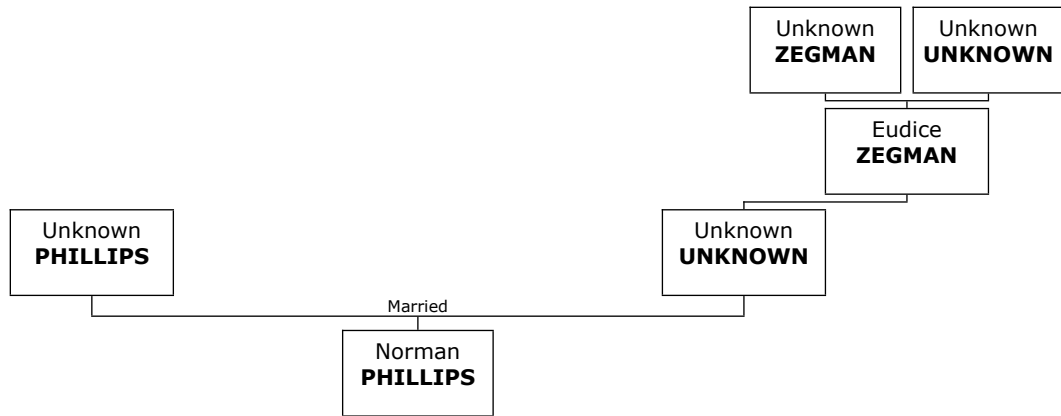 Unknown
ZEGMAN
Unknown
UNKNOWN
Eudice
ZEGMAN
Unknown
PHILLIPS
Unknown
UNKNOWN
Married
Norman
PHILLIPS